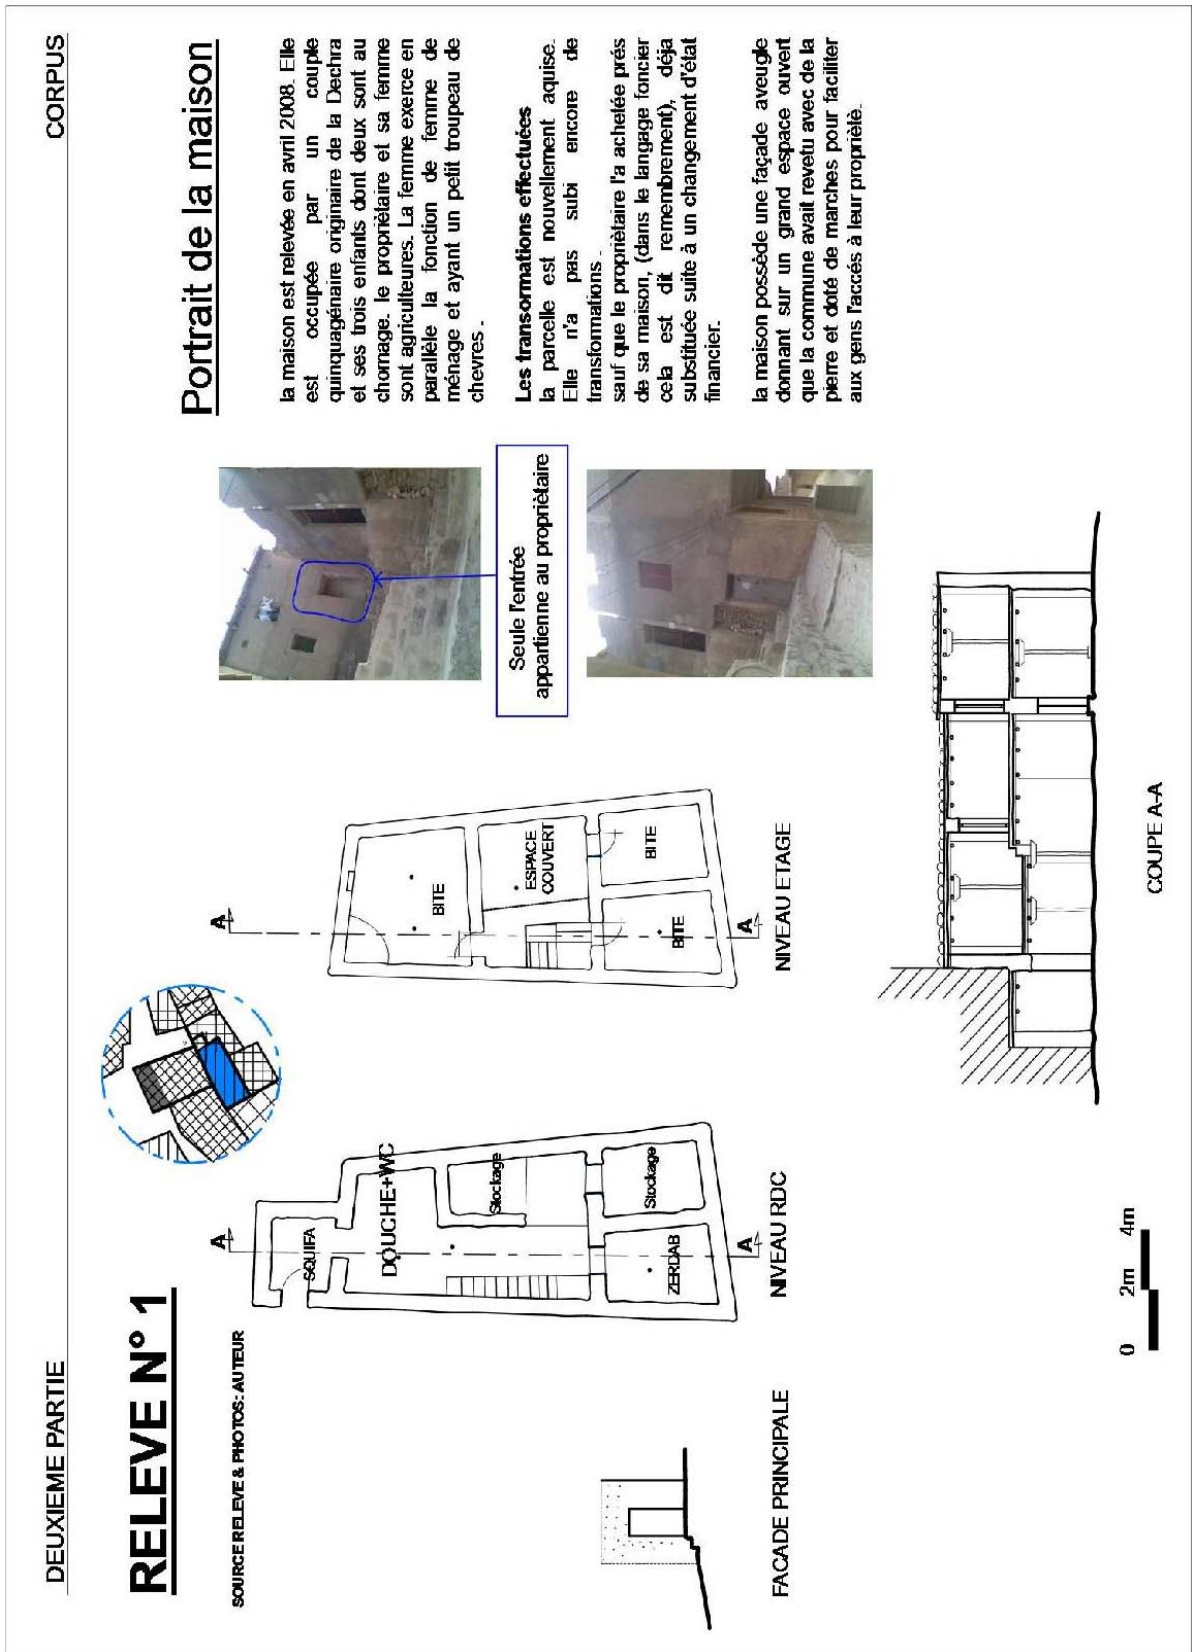 DEUXIEME PARTIE
CORPUS
RELEVE N° 1
SOURCE RELEVE & PHOTOS: AUTEUR
Portrait de la maison
la maison est relevée en avril 2008. Elle
est occupée par un couple
quinquagénaire originaire de la Dechra
et ses trois enfants dont deux sont au
chomage. le propriètaire et sa femme
sont agriculteures. La femme exerce en
parallèle la fonction de femme de
ménage et ayant un petit troupeau de
chevres .
Les transormations effectuées
la parcelle est nouvellement aquise.
Elle n'a pas subi encore de
transformations .
sauf que le propriètaire l'a achetée prés
de sa maison, (dans le langage foncier
cela est dit remembrement), déja
substituée suite à un changement d'état
financier.
la maison possède une façade aveugle
donnant sur un grand espace ouvert
que la commune avait revetu avec de la
pierre et doté de marches pour faciliter
aux gens l'accés à leur propriètè.
Seule l'entrée
appartienne au propriètaire
A
SQUIFA
DOUCHE+WC
Stockage
ZERDAB
Stockage
A
NIVEAU RDC
A
BITE
ESPACE
COUVERT
BITE
BITE
A
NIVEAU ETAGE
FACADE PRINCIPALE
0 2m 4m
COUPE A-A